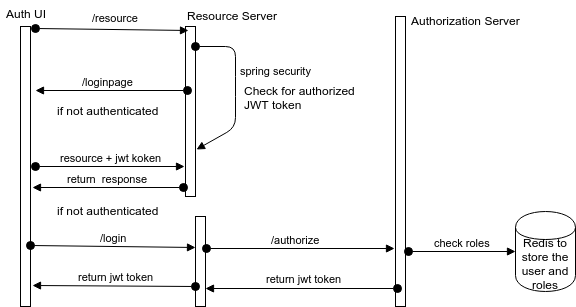 Auth UI
Resource Server
Authorization Server
/resource
spring security
/loginpage
Check for authorized
JWT token
if not authenticated
resource + jwt koken
return response
if not authenticated
/login
/authorize
check roles
Redis to
store the
user and
roles
return jwt token
return jwt token